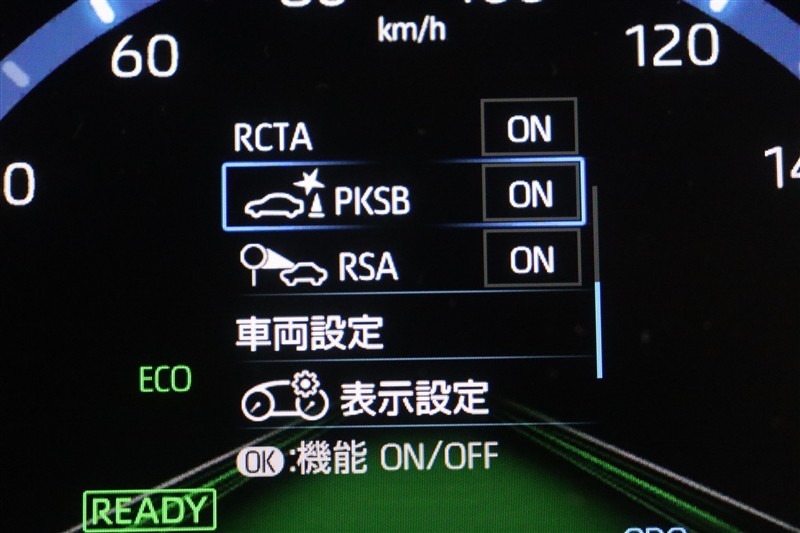 km/h
60
120
RCTA ON
PKSB ON
RSA ON
車両設定
ECO
表示設定
OK:機能 ON/OFF
READY